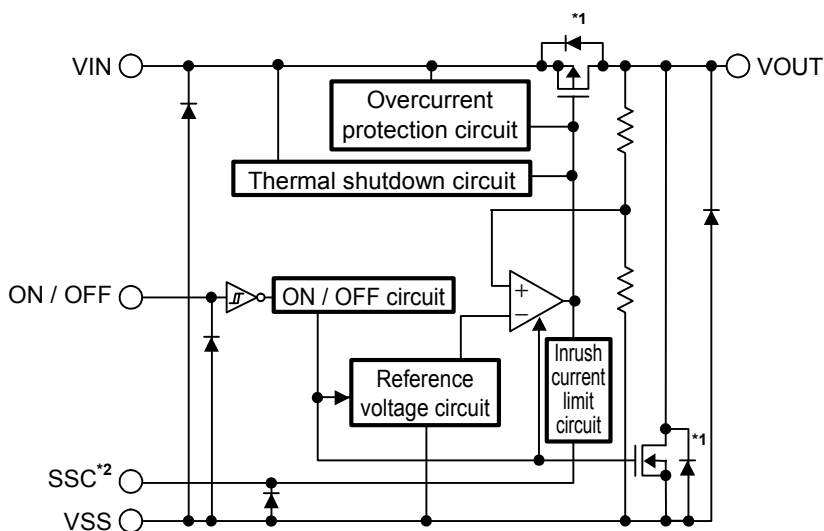 *1
VIN
VOUT
Overcurrent
protection circuit
Thermal shutdown circuit
ON / OFF
ON / OFF circuit
+
−
Reference
voltage circuit
Inrush
current
limit
circuit
*1
SSC*2
VSS